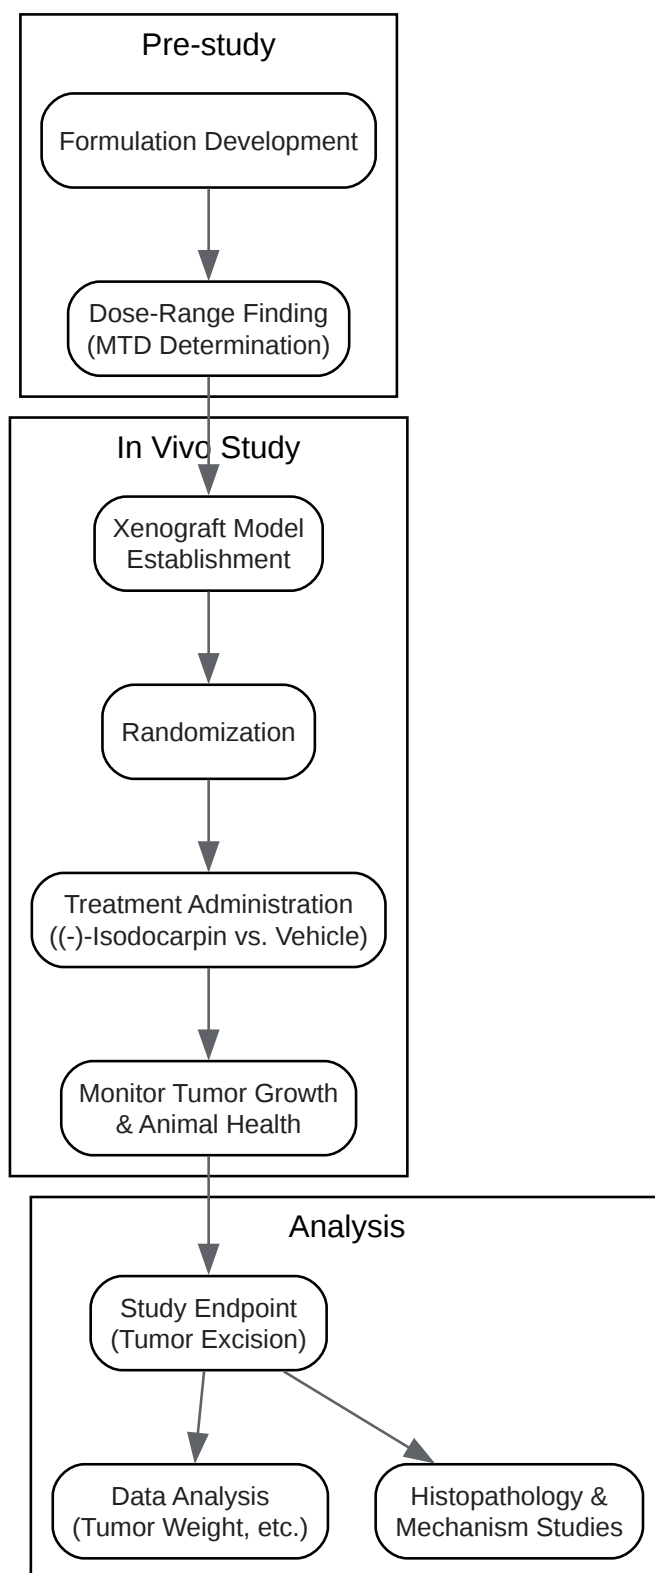 Pre-study
Formulation Development
Dose-Range Finding
(MTD Determination)
In Vivo Study
Xenograft Model
Establishment
Randomization
Treatment Administration
((-)-Isodocarpin vs. Vehicle)
Monitor Tumor Growth
& Animal Health
Analysis
Study Endpoint
(Tumor Excision)
Data Analysis
(Tumor Weight, etc.)
Histopathology &
Mechanism Studies